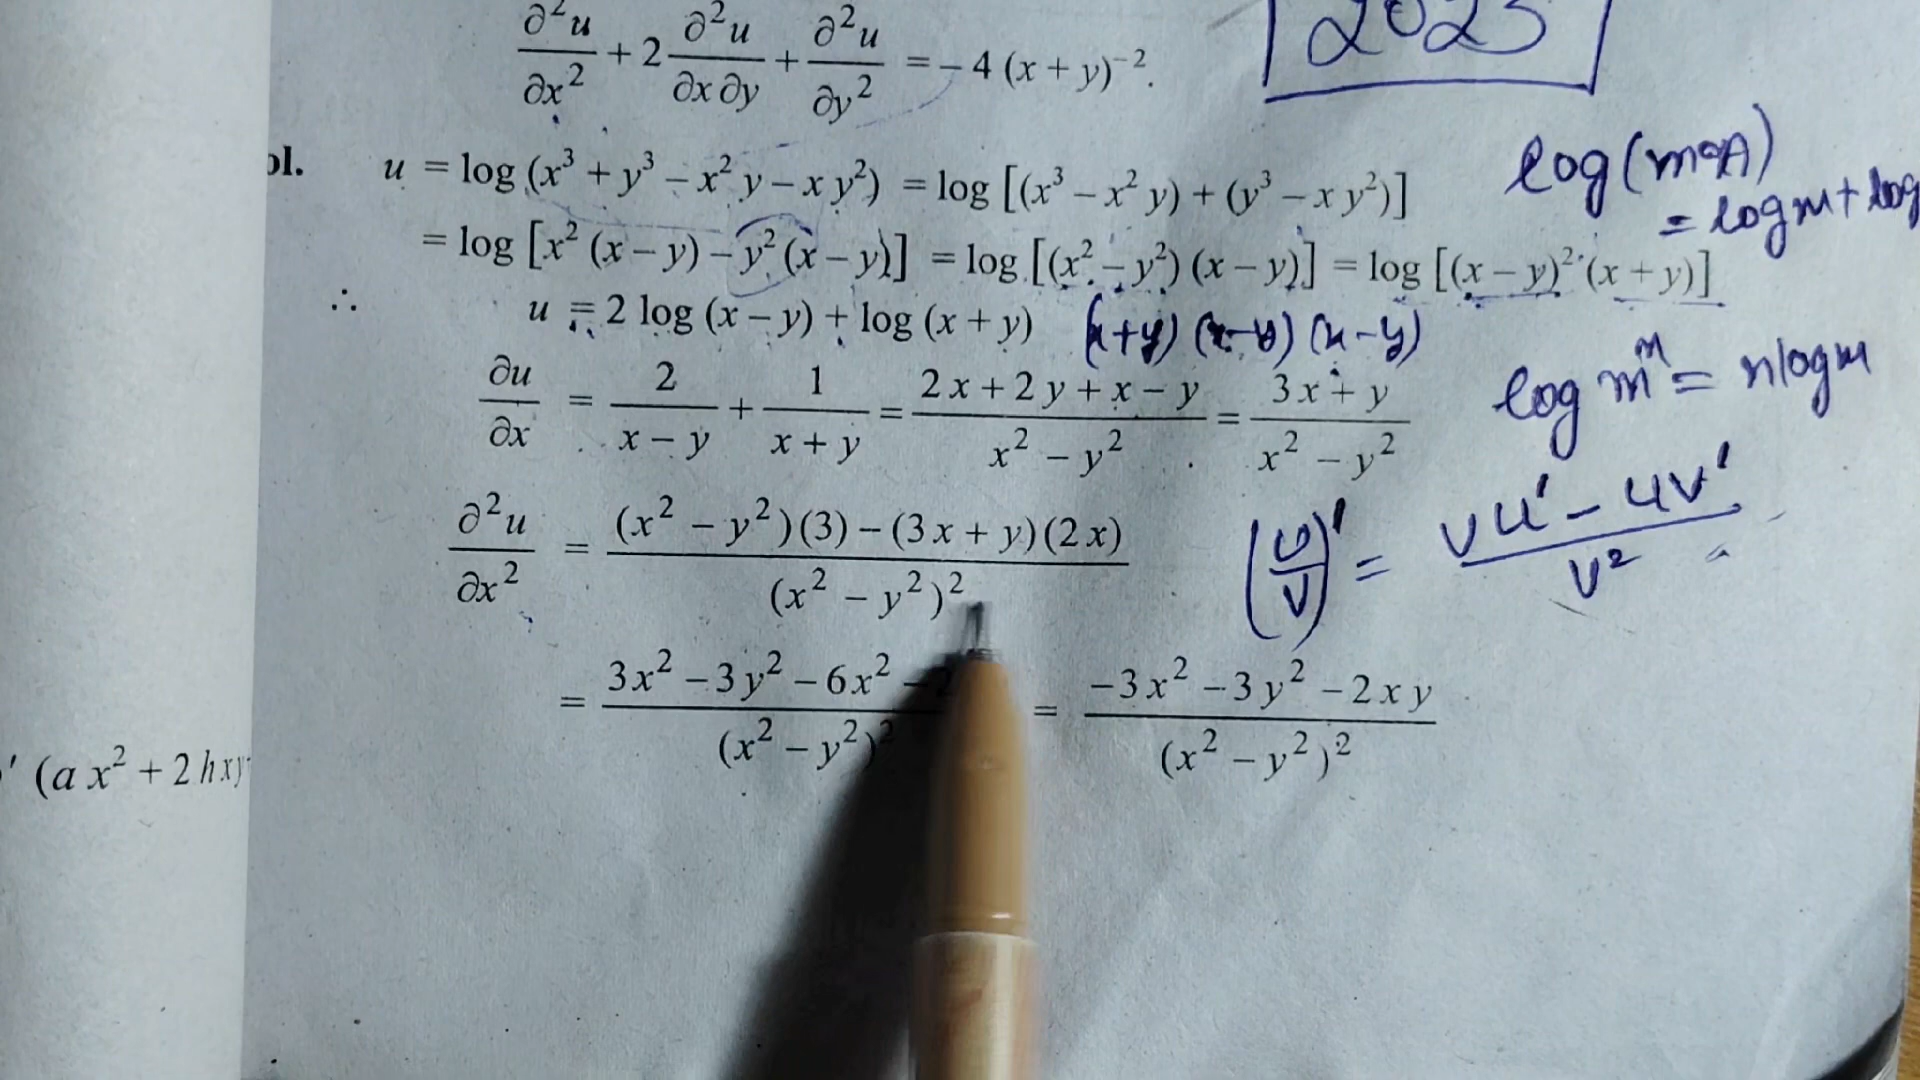 ∂²u/∂x² + 2 ∂²u/∂x∂y + ∂²u/∂y² = − 4 (x + y)⁻².
2023
ol. u = log (x³ + y³ − x² y − x y²) = log [(x³ − x² y) + (y³ − x y²)]
= log [x² (x − y) − y² (x − y)] = log [(x² − y²) (x − y)] = log [(x − y)² (x + y)]
∴ u = 2 log (x − y) + log (x + y)
(x+y) (x−y) (x−y)
∂u/∂x = 2/(x − y) + 1/(x + y) = (2x + 2y + x − y)/(x² − y²) = (3x + y)/(x² − y²)
∂²u/∂x² = ((x² − y²)(3) − (3x + y)(2x))/(x² − y²)²
= (3x² − 3y² − 6x² −)/(x² − y²)² = (−3x² − 3y² − 2xy)/(x² − y²)²
= log m + log
= n log m
(U/V)' = (VU' − UV')/V²
' (a x² + 2 hxy